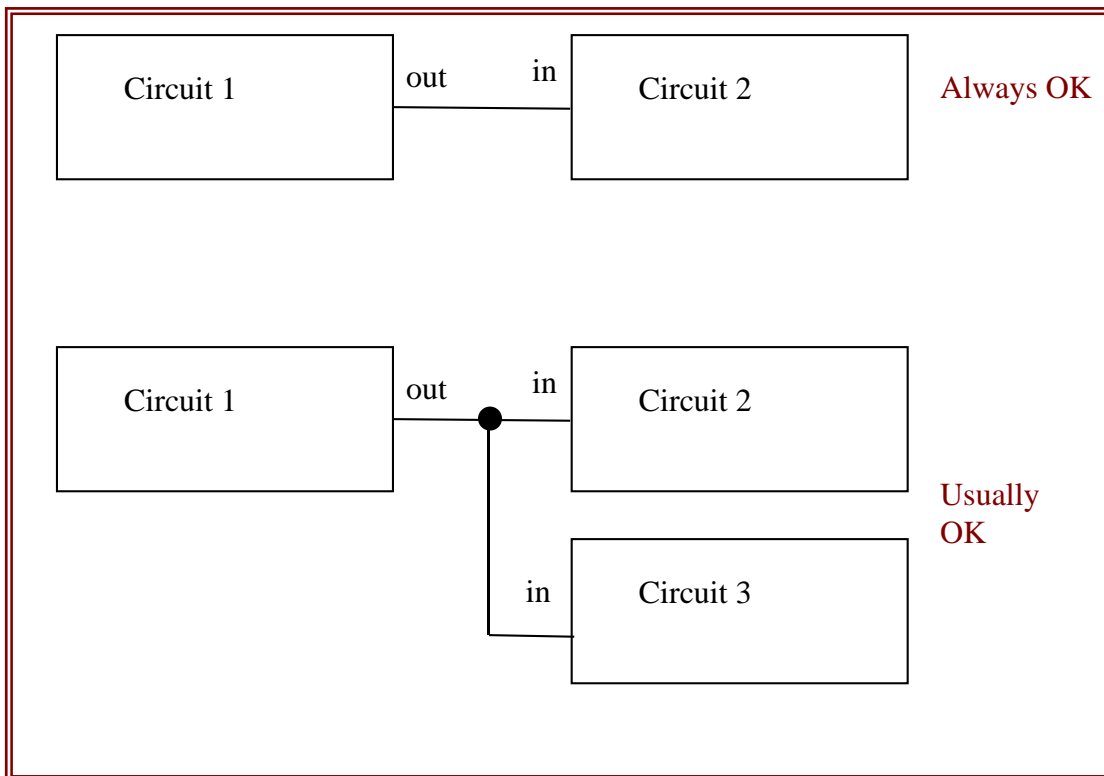 Circuit 1
out
in
Circuit 2
Always OK
Circuit 1
out
in
Circuit 2
Usually
OK
in
Circuit 3